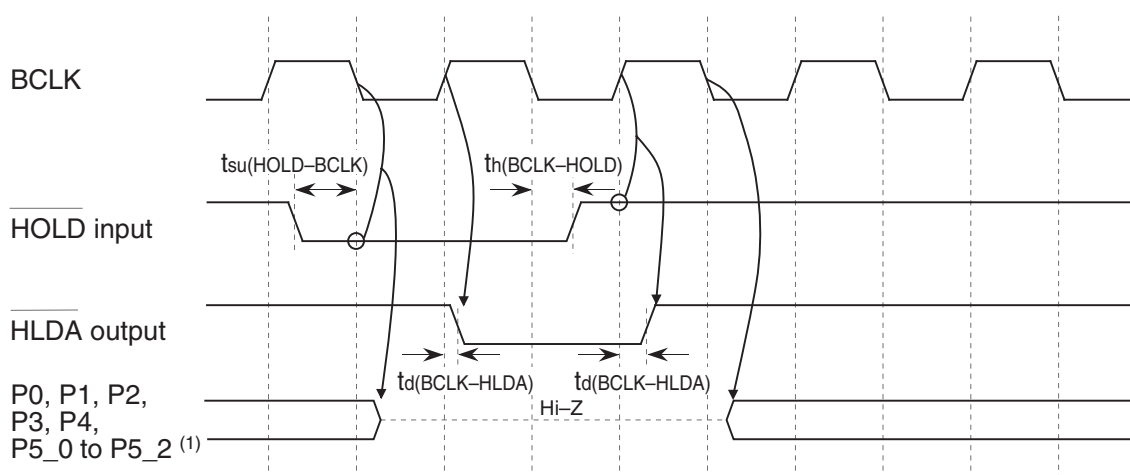 BCLK
tsu(HOLD–BCLK)
th(BCLK–HOLD)
HOLD input
HLDA output
td(BCLK–HLDA)
td(BCLK–HLDA)
Hi–Z
P0, P1, P2,
P3, P4,
P5_0 to P5_2 (1)